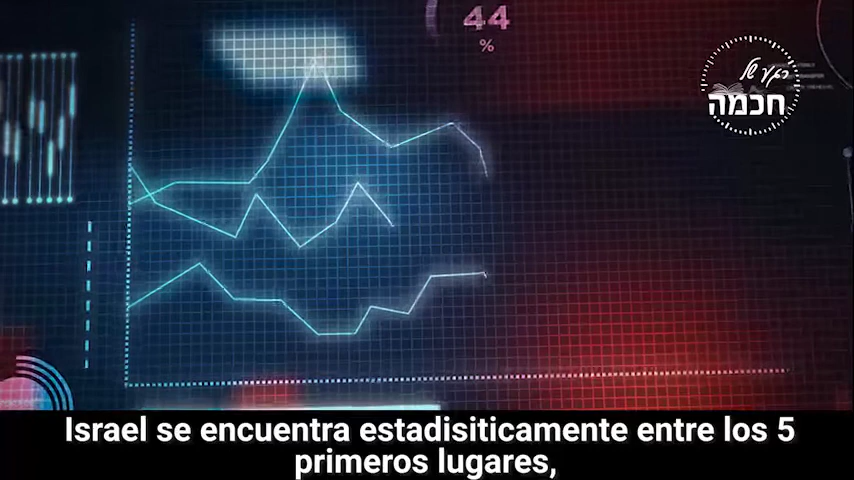 44
%
רגע של
חכמה
Israel se encuentra estadisiticamente entre los 5
primeros lugares,